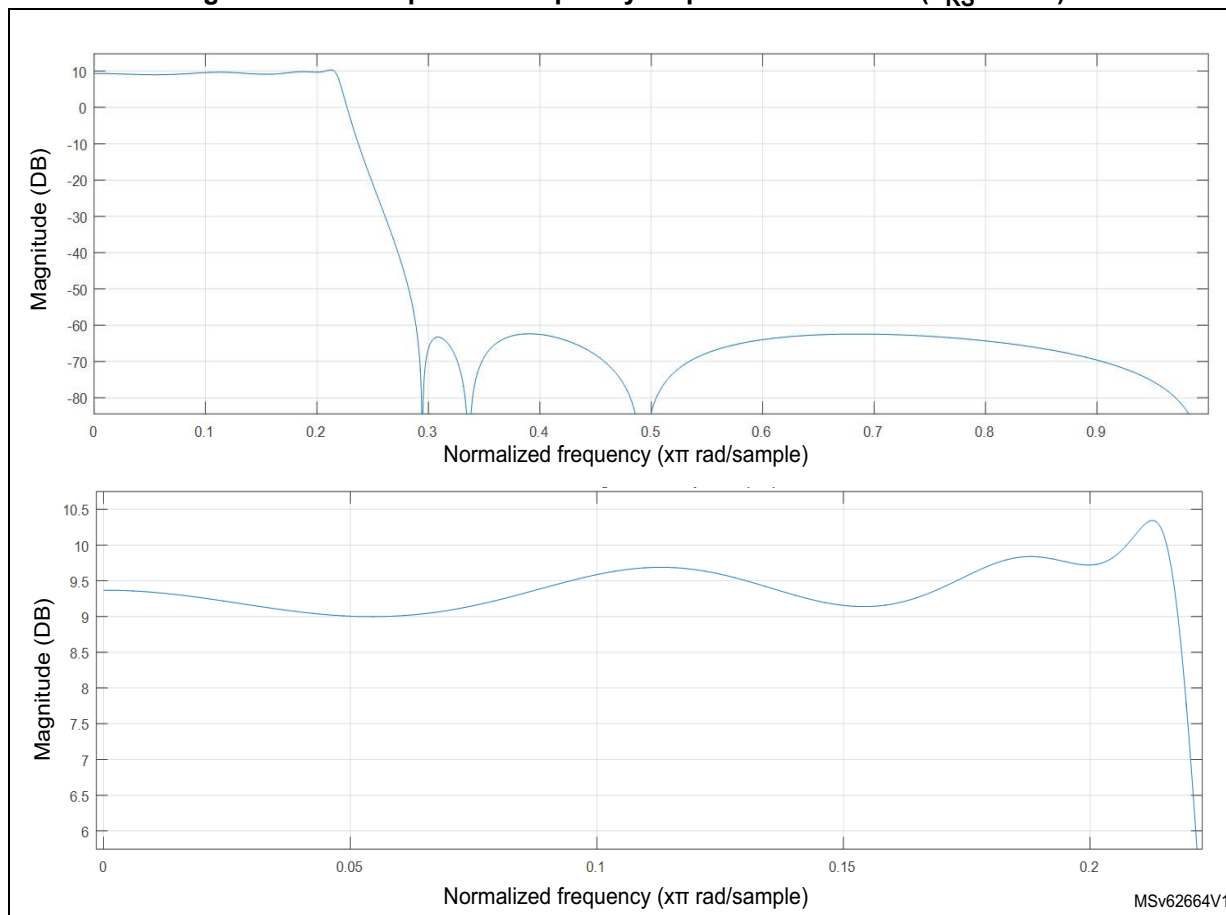 10
0
-10
-20
-30
-40
-50
-60
-70
-80
Magnitude (DB)
0 0.1 0.2 0.3 0.4 0.5 0.6 0.7 0.8 0.9
Normalized frequency (xπ rad/sample)
10.5
10
9.5
9
8.5
8
7.5
7
6.5
6
Magnitude (DB)
0 0.05 0.1 0.15 0.2
Normalized frequency (xπ rad/sample)
MSv62664V1